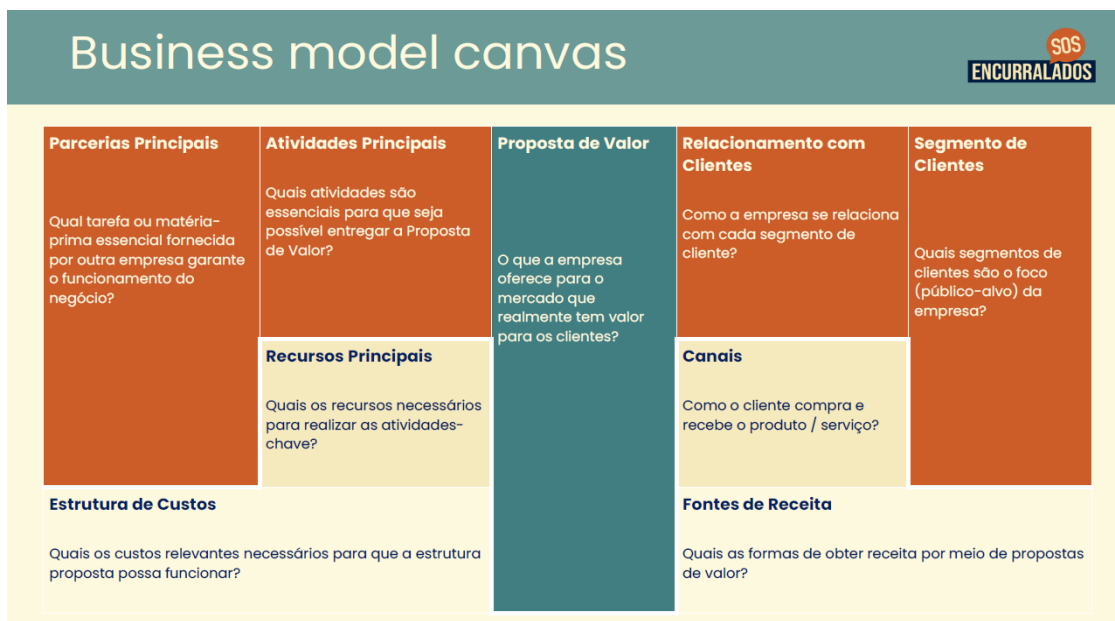 Business model canvas
SOS
ENCURRALADOS
Parcerias Principais
Qual tarefa ou matéria-
prima essencial fornecida
por outra empresa garante
o funcionamento do
negócio?
Atividades Principais
Quais atividades são
essenciais para que seja
possível entregar a Proposta
de Valor?
Recursos Principais
Quais os recursos necessários
para realizar as atividades-
chave?
Proposta de Valor
O que a empresa
oferece para o
mercado que
realmente tem valor
para os clientes?
Relacionamento com
Clientes
Como a empresa se relaciona
com cada segmento de
cliente?
Canais
Como o cliente compra e
recebe o produto / serviço?
Segmento de
Clientes
Quais segmentos de
clientes são o foco
(público-alvo) da
empresa?
Estrutura de Custos
Quais os custos relevantes necessários para que a estrutura
proposta possa funcionar?
Fontes de Receita
Quais as formas de obter receita por meio de propostas
de valor?